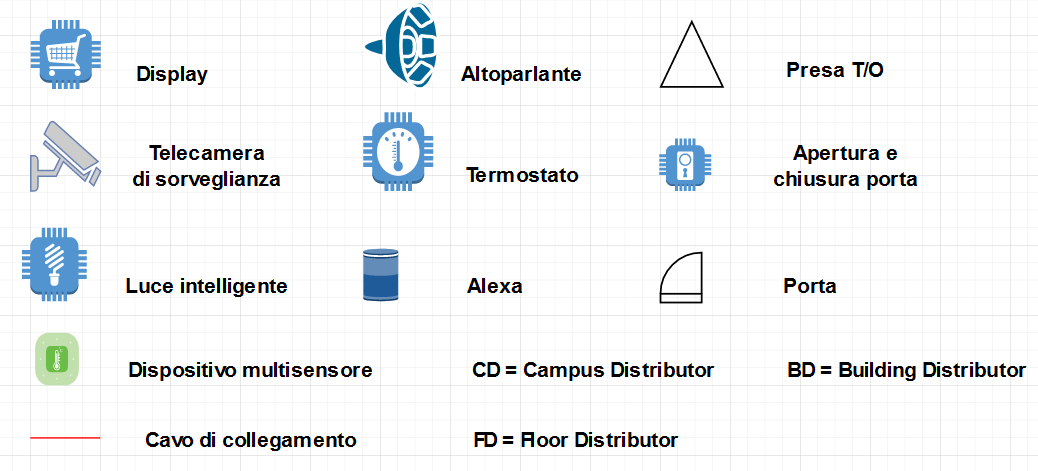 Display
Altoparlante
Presa T/O
Telecamera
di sorveglianza
Termostato
Apertura e
chiusura porta
Luce intelligente
Alexa
Porta
Dispositivo multisensore
CD = Campus Distributor
BD = Building Distributor
Cavo di collegamento
FD = Floor Distributor